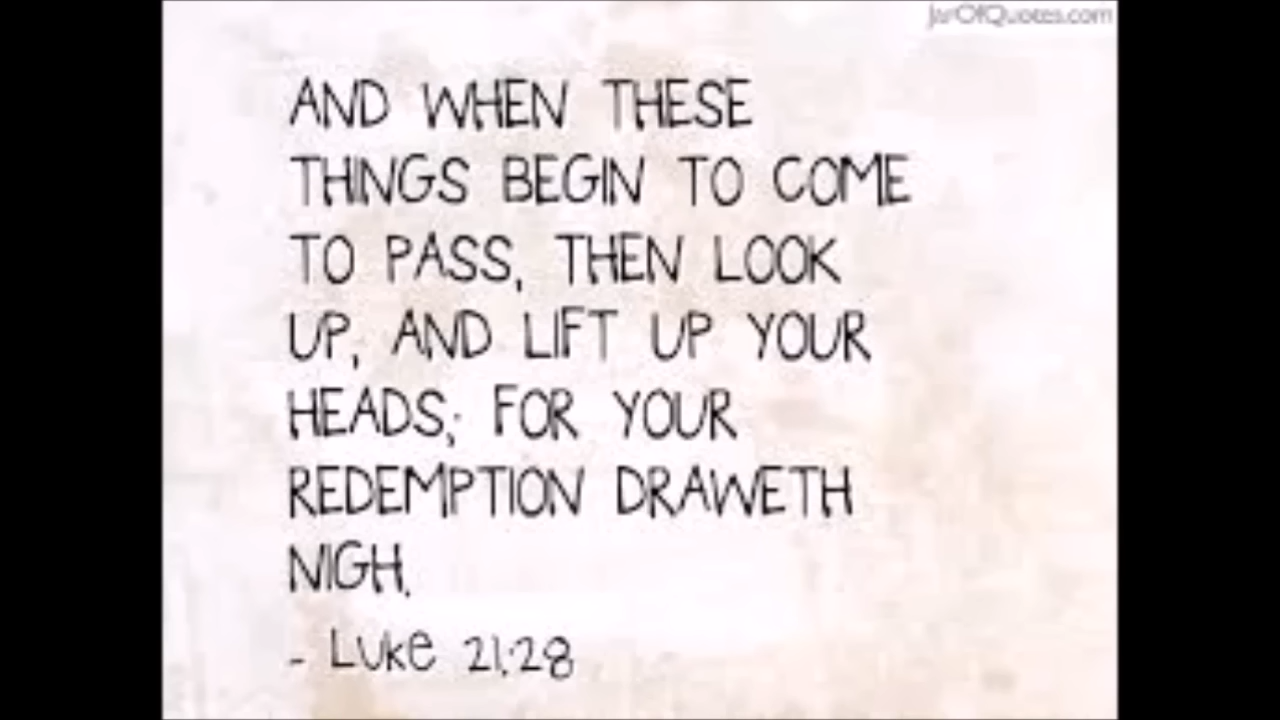 JarOfQuotes.com
AND WHEN THESE
THINGS BEGIN TO COME
TO PASS, THEN LOOK
UP, AND LIFT UP YOUR
HEADS; FOR YOUR
REDEMPTION DRAWETH
NIGH.
- Luke 21:28